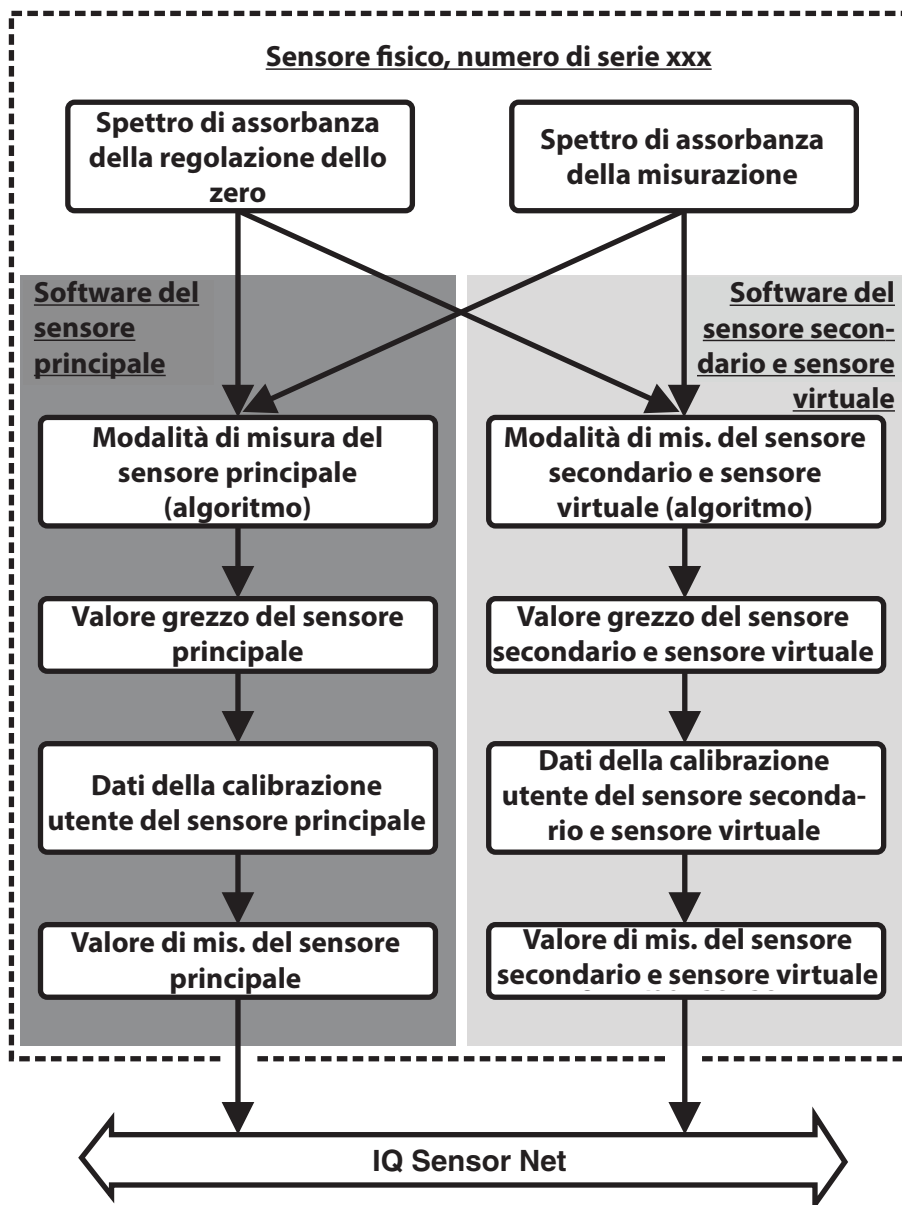 Sensore fisico, numero di serie xxx
Spettro di assorbanza
della regolazione dello
zero
Spettro di assorbanza
della misurazione
Software del
sensore
principale
Software del
sensore secon-
dario e sensore
virtuale
Modalità di misura del
sensore principale
(algoritmo)
Modalità di mis. del sensore
secondario e sensore
virtuale (algoritmo)
Valore grezzo del sensore
principale
Valore grezzo del sensore
secondario e sensore virtuale
Dati della calibrazione
utente del sensore principale
Dati della calibrazione
utente del sensore seconda-
rio e sensore virtuale
Valore di mis. del sensore
principale
Valore di mis. del sensore
secondario e sensore virtuale
IQ Sensor Net